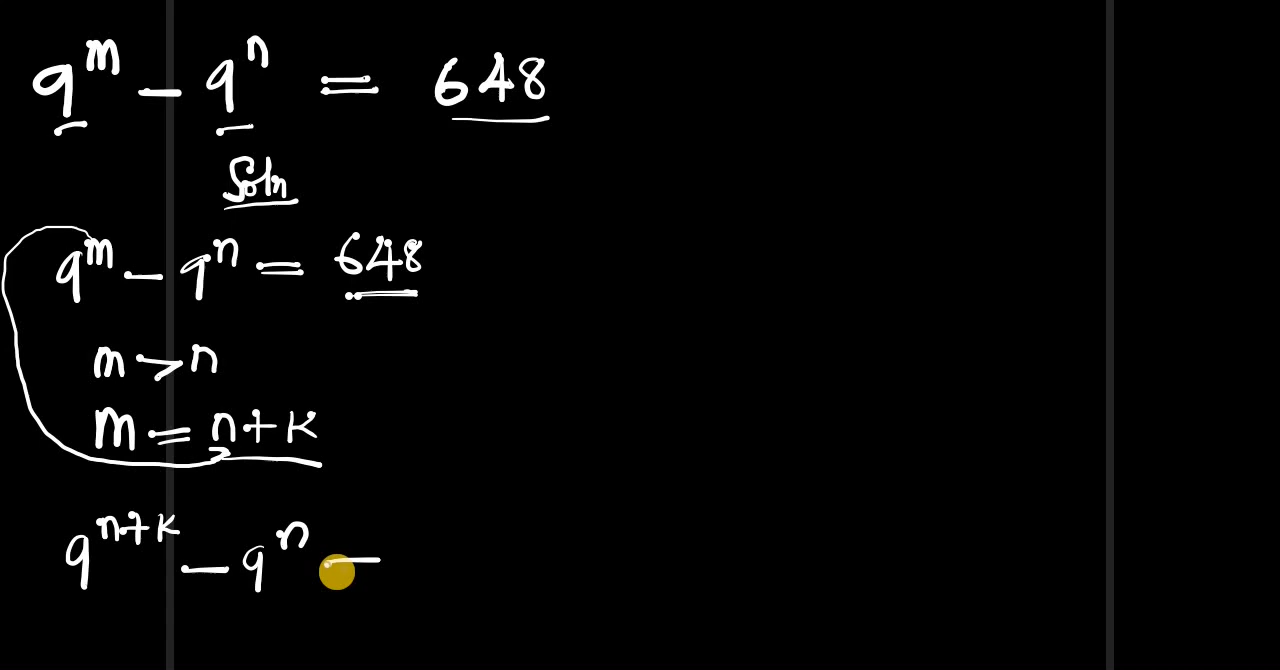 9^m - 9^n = 648
Soln
9^m - 9^n = 648
m > n
m = n + k
9^{n+k} - 9^n =